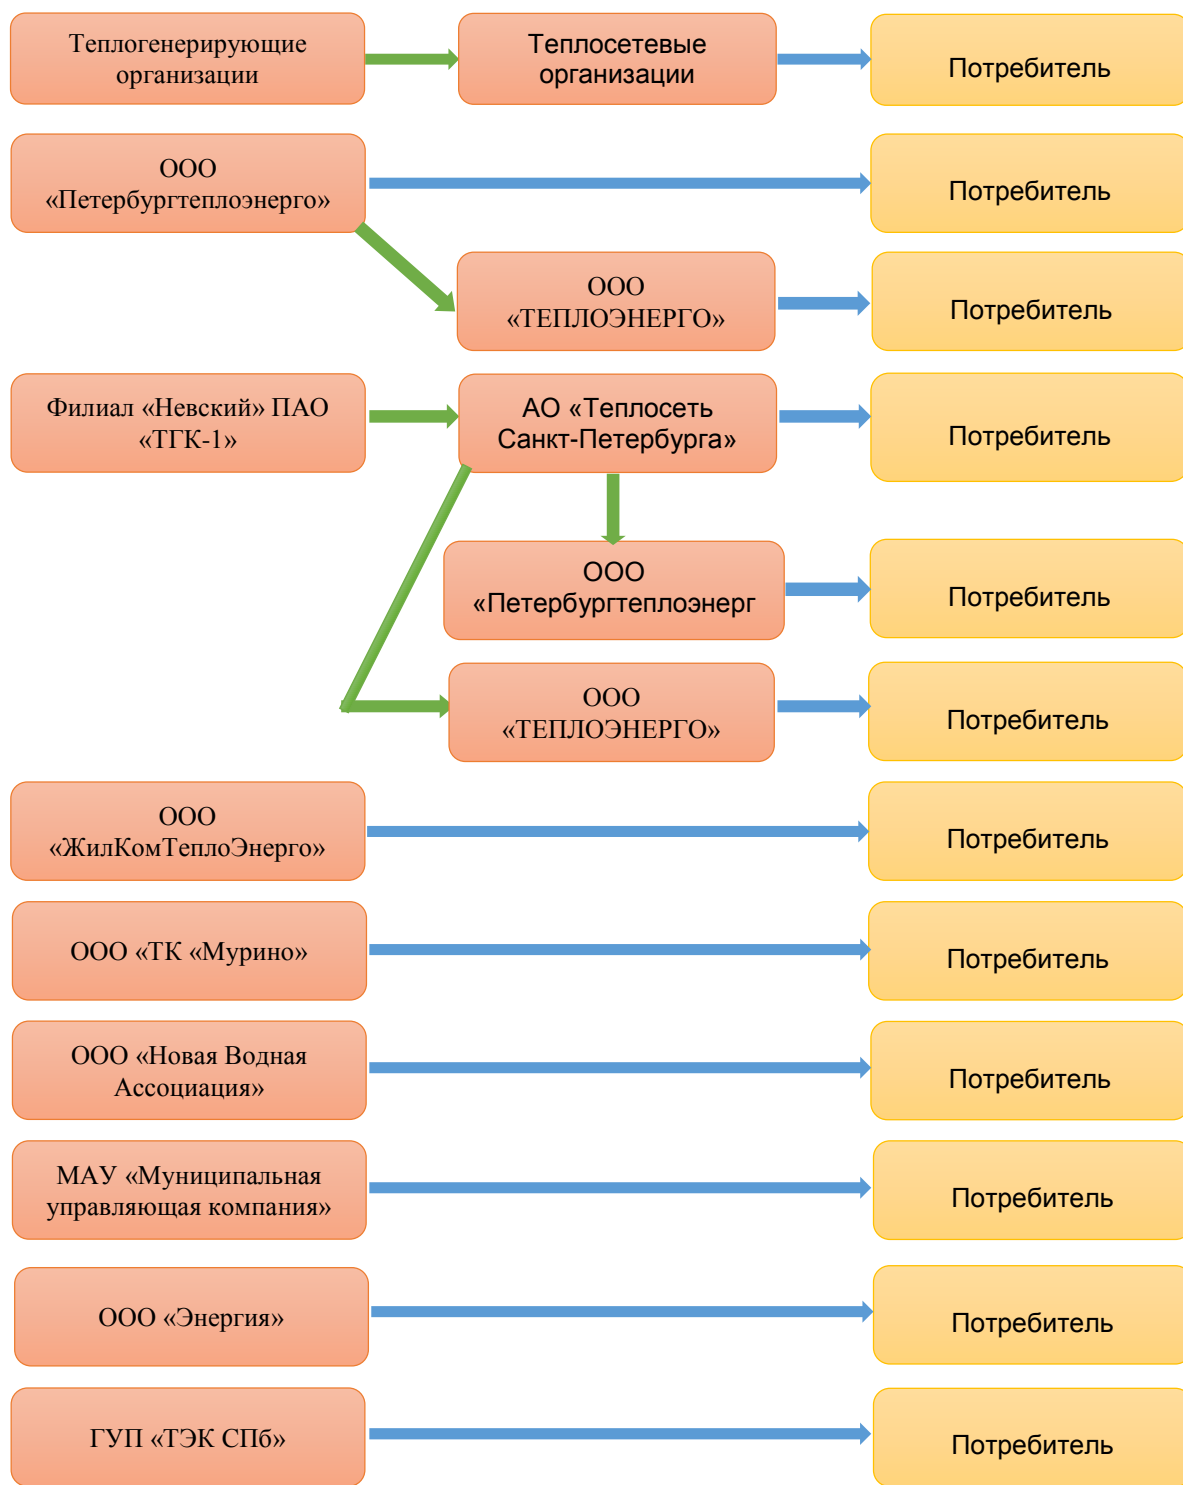 Теплогенерирующие
организации
Теплосетевые
организации
Потребитель
ООО
«Петербургтеплоэнерго»
Потребитель
ООО
«ТЕПЛОЭНЕРГО»
Потребитель
Филиал «Невский» ПАО
«ТГК-1»
АО «Теплосеть
Санкт-Петербурга»
Потребитель
ООО
«Петербургтеплоэнерг
Потребитель
ООО
«ТЕПЛОЭНЕРГО»
Потребитель
ООО
«ЖилКомТеплоЭнерго»
Потребитель
ООО «ТК «Мурино»
Потребитель
ООО «Новая Водная
Ассоциация»
Потребитель
МАУ «Муниципальная
управляющая компания»
Потребитель
ООО «Энергия»
Потребитель
ГУП «ТЭК СПб»
Потребитель